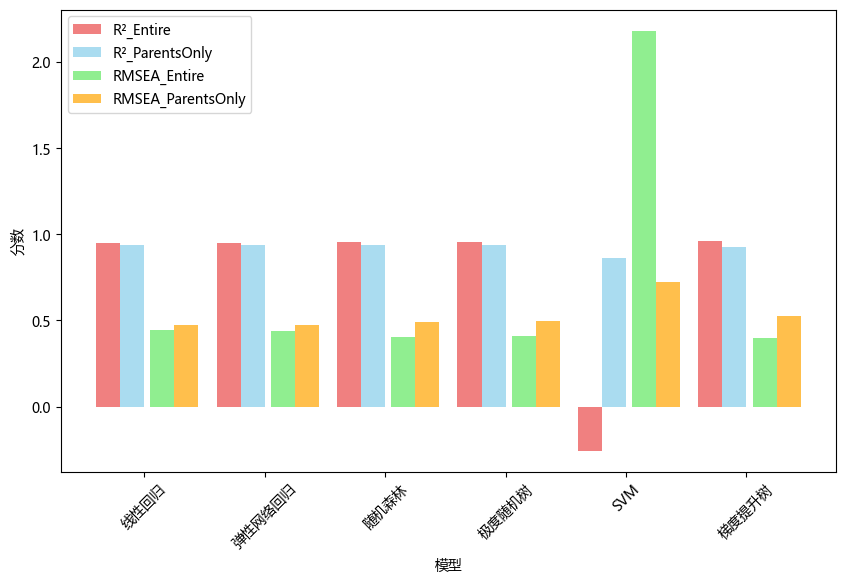 R²_Entire
R²_ParentsOnly
RMSEA_Entire
RMSEA_ParentsOnly
2.0
1.5
1.0
0.5
0.0
分数
线性回归
弹性网络回归
随机森林
极度随机树
SVM
梯度提升树
模型